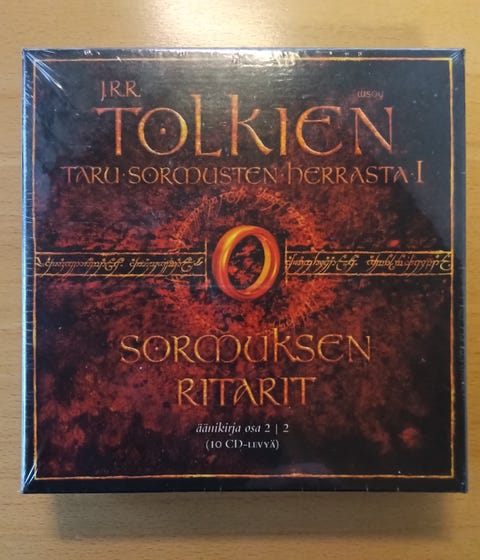 J.R.R.
WSOY
TOLKIEN
TARU · SORMUSTEN · HERRASTA · I
SORMUKSEN
RITARIT
äänikirja osa 2 | 2
(10 CD-LEVYÄ)